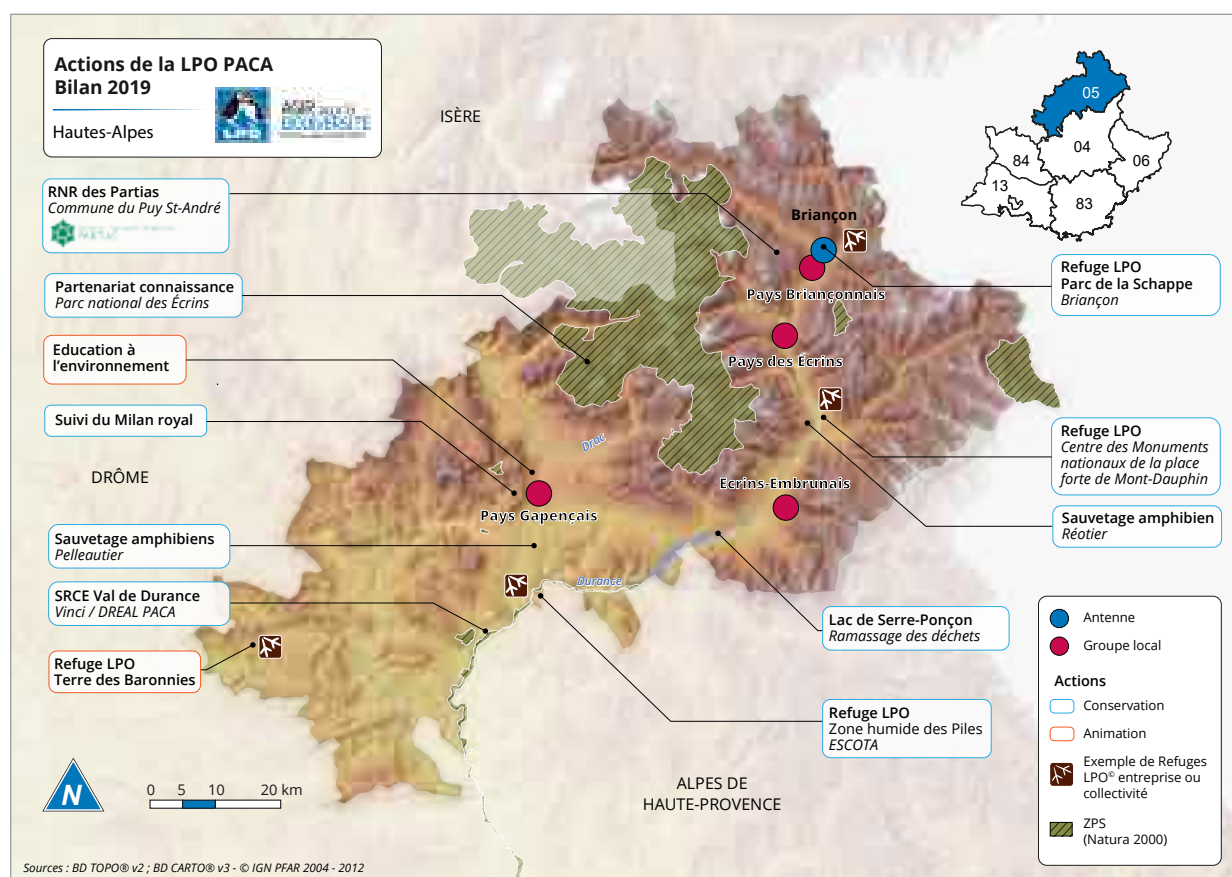 Actions de la LPO PACA
Bilan 2019
Hautes-Alpes
AGIR pour la
BIODIVERSITÉ
ISÈRE
05
04
06
84
13
83
RNR des Partias
Commune du Puy St-André
Partenariat connaissance
Parc national des Écrins
Education à
l'environnement
Suivi du Milan royal
DRÔME
Sauvetage amphibiens
Pelleautier
SRCE Val de Durance
Vinci / DREAL PACA
Refuge LPO
Terre des Baronnies
Briançon
Pays Briançonnais
Pays des Écrins
Drac
Ecrins-Embrunais
Pays Gapençais
Durance
Refuge LPO
Parc de la Schappe
Briançon
Refuge LPO
Centre des Monuments
nationaux de la place
forte de Mont-Dauphin
Sauvetage amphibien
Réotier
Lac de Serre-Ponçon
Ramassage des déchets
Refuge LPO
Zone humide des Piles
ESCOTA
ALPES DE
HAUTE-PROVENCE
Antenne
Groupe local
Actions
Conservation
Animation
Exemple de Refuges
LPO© entreprise ou
collectivité
ZPS
(Natura 2000)
N
0 5 10 20 km
Sources : BD TOPO® v2 ; BD CARTO® v3 - © IGN PFAR 2004 - 2012